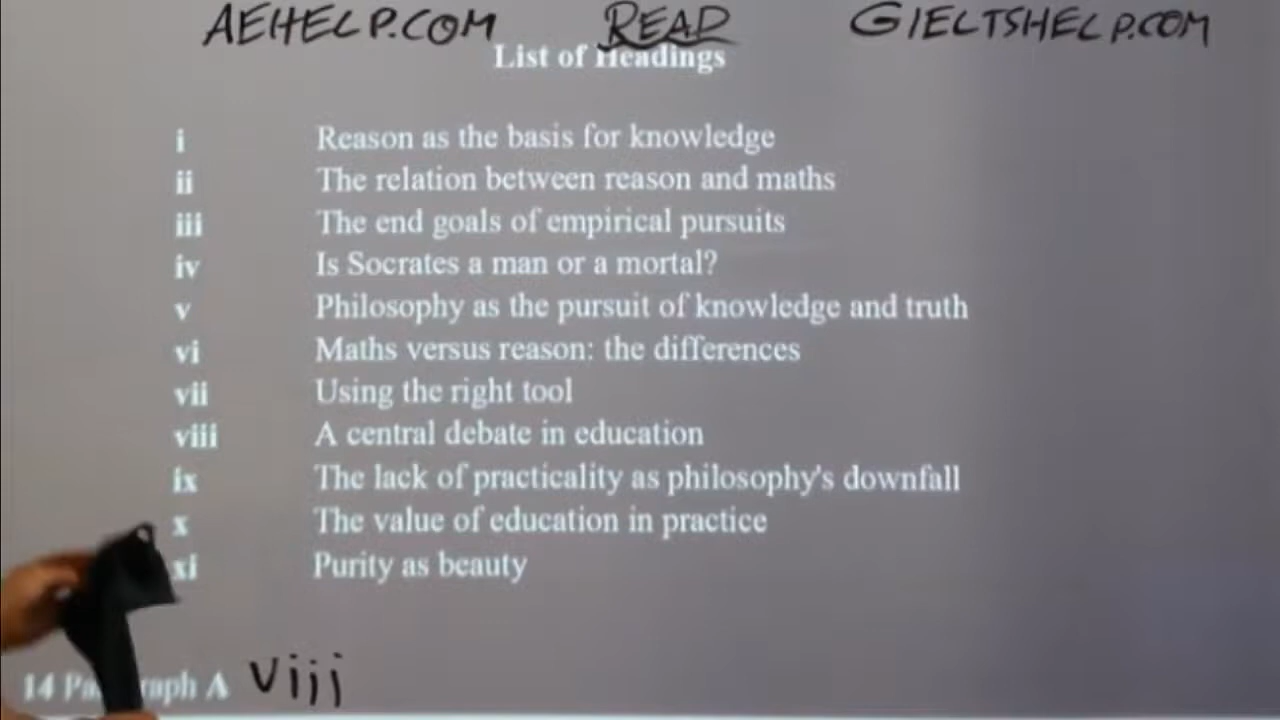 AEHELP.COM READ GIELTSHELP.COM
List of Headings
i Reason as the basis for knowledge
ii The relation between reason and maths
iii The end goals of empirical pursuits
iv Is Socrates a man or a mortal?
v Philosophy as the pursuit of knowledge and truth
vi Maths versus reason: the differences
vii Using the right tool
viii A central debate in education
ix The lack of practicality as philosophy's downfall
x The value of education in practice
xi Purity as beauty
14 A viii